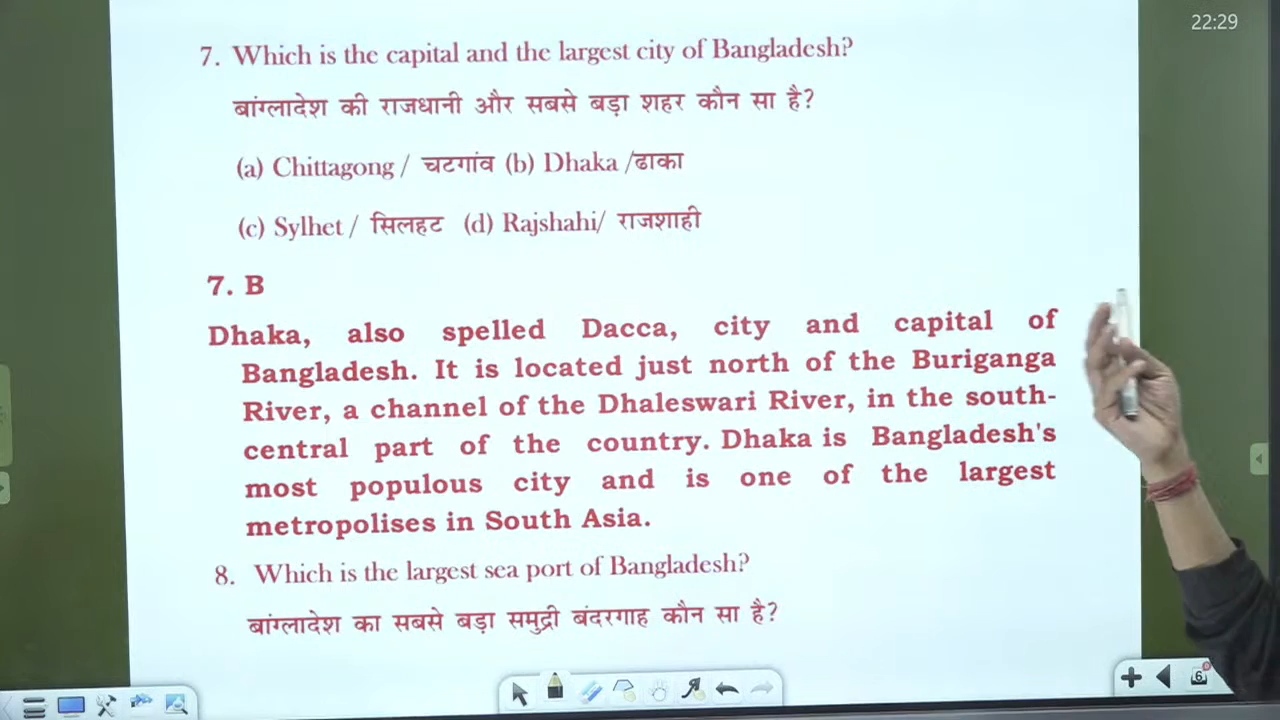 22:29
7. Which is the capital and the largest city of Bangladesh?
बांग्लादेश की राजधानी और सबसे बड़ा शहर कौन सा है?
(a) Chittagong / चटगांव (b) Dhaka /ढाका
(c) Sylhet / सिलहट (d) Rajshahi/ राजशाही
7. B
Dhaka, also spelled Dacca, city and capital of
Bangladesh. It is located just north of the Buriganga
River, a channel of the Dhaleswari River, in the south-
central part of the country. Dhaka is Bangladesh's
most populous city and is one of the largest
metropolises in South Asia.
8. Which is the largest sea port of Bangladesh?
बांग्लादेश का सबसे बड़ा समुद्री बंदरगाह कौन सा है?
6